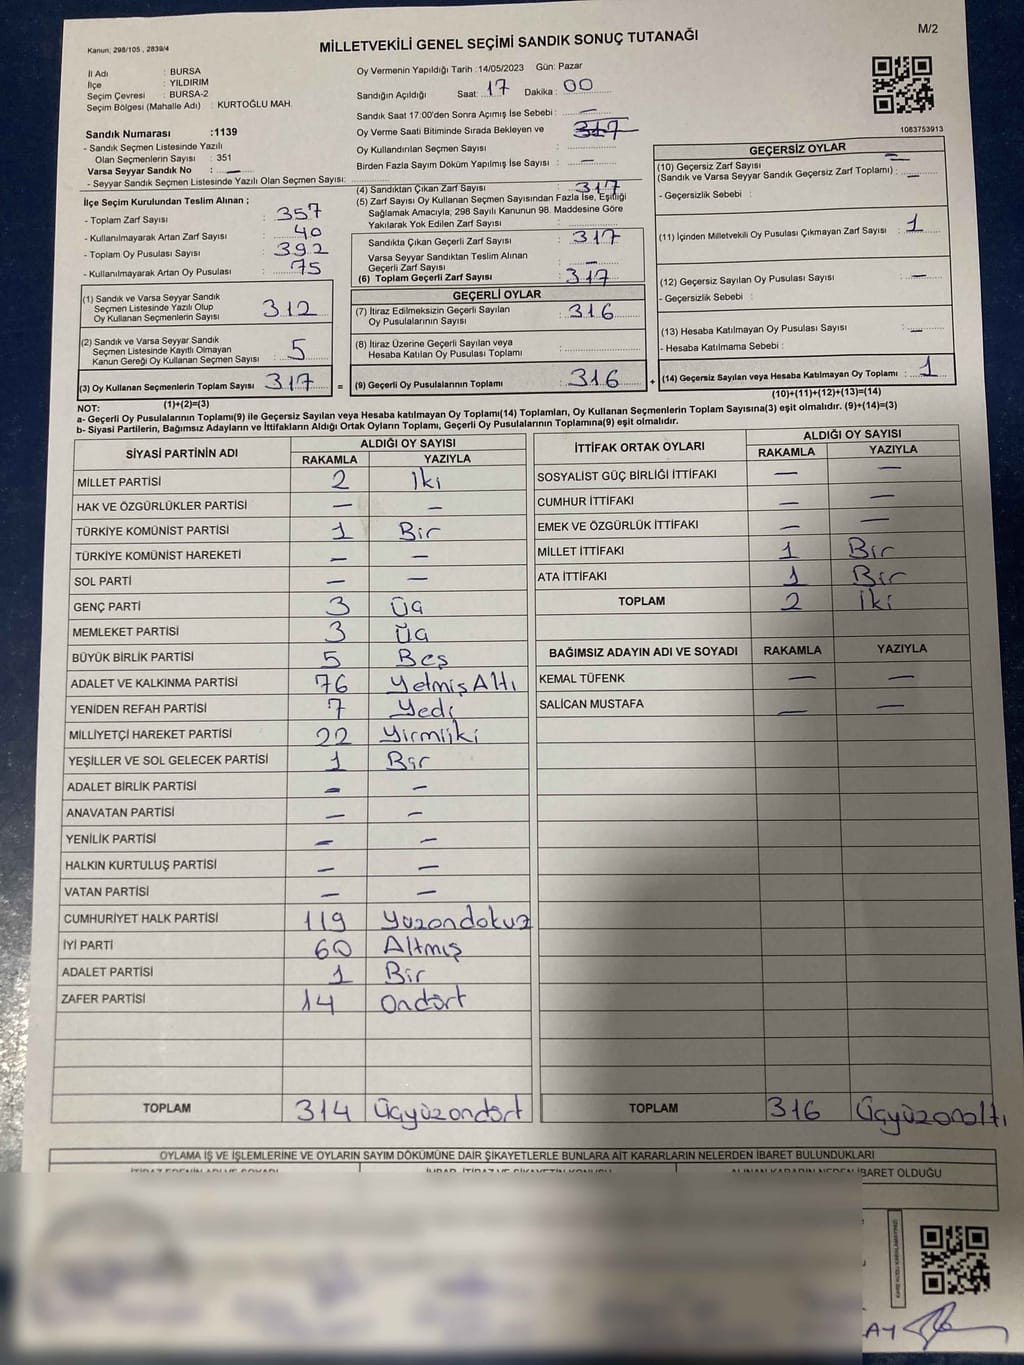 M/2
Kanun; 298/105 , 2839/4
MİLLETVEKİLİ GENEL SEÇİMİ SANDIK SONUÇ TUTANAĞI
İl Adı : BURSA
İlçe : YILDIRIM
Seçim Çevresi : BURSA-2
Seçim Bölgesi (Mahalle Adı) : KURTOĞLU MAH.
Sandık Numarası :1139
- Sandık Seçmen Listesinde Yazılı
Olan Seçmenlerin Sayısı : 351
Varsa Seyyar Sandık No : —
- Seyyar Sandık Seçmen Listesinde Yazılı Olan Seçmen Sayısı:
Oy Vermenin Yapıldığı Tarih :14/05/2023 Gün: Pazar
Sandığın Açıldığı Saat: 17 Dakika : 00
Sandık Saat 17:00'den Sonra Açımış İse Sebebi : —
Oy Verme Saati Bitiminde Sırada Bekleyen ve 317
Oy Kullandırılan Seçmen Sayısı :
Birden Fazla Sayım Döküm Yapılmış İse Sayısı : —
1083753913
İlçe Seçim Kurulundan Teslim Alınan ;
- Toplam Zarf Sayısı : 357
- Kullanılmayarak Artan Zarf Sayısı : 40
- Toplam Oy Pusulası Sayısı : 392
- Kullanılmayarak Artan Oy Pusulası : 75
(1) Sandık ve Varsa Seyyar Sandık
Seçmen Listesinde Yazılı Olup
Oy Kullanan Seçmenlerin Sayısı : 312
(2) Sandık ve Varsa Seyyar Sandık
Seçmen Listesinde Kayıtlı Olmayan
Kanun Gereği Oy Kullanan Seçmen Sayısı : 5
(3) Oy Kullanan Seçmenlerin Toplam Sayısı : 317 =
(1)+(2)=(3)
(4) Sandıktan Çıkan Zarf Sayısı : 317
(5) Zarf Sayısı Oy Kullanan Seçmen Sayısından Fazla İse, Eşitliği
Sağlamak Amacıyla; 298 Sayılı Kanunun 98. Maddesine Göre
Yakılarak Yok Edilen Zarf Sayısı :
Sandıkta Çıkan Geçerli Zarf Sayısı : 317
Varsa Seyyar Sandıktan Teslim Alınan
Geçerli Zarf Sayısı : —
(6) Toplam Geçerli Zarf Sayısı : 317
GEÇERLİ OYLAR
(7) İtiraz Edilmeksizin Geçerli Sayılan
Oy Pusulalarının Sayısı : 316
(8) İtiraz Üzerine Geçerli Sayılan veya
Hesaba Katılan Oy Pusulası Toplamı :
(9) Geçerli Oy Pusulalarının Toplamı : 316 +
GEÇERSİZ OYLAR
(10) Geçersiz Zarf Sayısı
(Sandık ve Varsa Seyyar Sandık Geçersiz Zarf Toplamı) : —
- Geçersiz Sebebi :
(11) İçinden Milletvekili Oy Pusulası Çıkmayan Zarf Sayısı : 1
(12) Geçersiz Sayılan Oy Pusulası Sayısı : —
- Geçersizlik Sebebi :
(13) Hesaba Katılmayan Oy Pusulası Sayısı : —
- Hesaba Katılmama Sebebi :
(14) Geçersiz Sayılan veya Hesaba Katılmayan Oy Toplamı : 1
(10)+(11)+(12)+(13)=(14)
NOT:
a- Geçerli Oy Pusulalarının Toplamı(9) ile Geçersiz Sayılan veya Hesaba katılmayan Oy Toplamı(14) Toplamları, Oy Kullanan Seçmenlerin Toplam Sayısına(3) eşit olmalıdır. (9)+(14)=(3)
b- Siyasi Partilerin, Bağımsız Adayların ve İttifakların Aldığı Ortak Oyların Toplamı, Geçerli Oy Pusulalarının Toplamına(9) eşit olmalıdır.
SİYASİ PARTİNİN ADI ALDIĞI OY SAYISI
RAKAMLA YAZIYLA
MİLLET PARTİSİ 2 İki
HAK VE ÖZGÜRLÜKLER PARTİSİ — —
TÜRKİYE KOMÜNİST PARTİSİ 1 Bir
TÜRKİYE KOMÜNİST HAREKETİ — —
SOL PARTİ — —
GENÇ PARTİ 3 Üç
MEMLEKET PARTİSİ 3 Üç
BÜYÜK BİRLİK PARTİSİ 5 Beş
ADALET VE KALKINMA PARTİSİ 76 Yetmiş Altı
YENİDEN REFAH PARTİSİ 7 Yedi
MİLLİYETÇİ HAREKET PARTİSİ 22 Yirmiiki
YEŞİLLER VE SOL GELECEK PARTİSİ 1 Bir
ADALET BİRLİK PARTİSİ — —
ANAVATAN PARTİSİ — —
YENİLİK PARTİSİ — —
HALKIN KURTULUŞ PARTİSİ — —
VATAN PARTİSİ — —
CUMHURİYET HALK PARTİSİ 119 Yüzondokuz
İYİ PARTİ 60 Altmış
ADALET PARTİSİ 1 Bir
ZAFER PARTİSİ 14 Ondört
TOPLAM 314 Üçyüzondört
İTTİFAK ORTAK OYLARI ALDIĞI OY SAYISI
RAKAMLA YAZIYLA
SOSYALİST GÜÇ BİRLİĞİ İTTİFAKI — —
CUMHUR İTTİFAKI — —
EMEK VE ÖZGÜRLÜK İTTİFAKI — —
MİLLET İTTİFAKI 1 Bir
ATA İTTİFAKI 1 Bir
TOPLAM 2 İki
BAĞIMSIZ ADAYIN ADI VE SOYADI RAKAMLA YAZIYLA
KEMAL TÜFENK — —
SALİCAN MUSTAFA — —
TOPLAM 316 Üçyüzonaltı
OYLAMA İŞ VE İŞLEMLERİNE VE OYLARIN SAYIM DÖKÜMÜNE DAİR ŞİKAYETLERLE BUNLARA AİT KARARLARIN NELERDEN İBARET BULUNDUKLARI
İBARET OLDUĞU